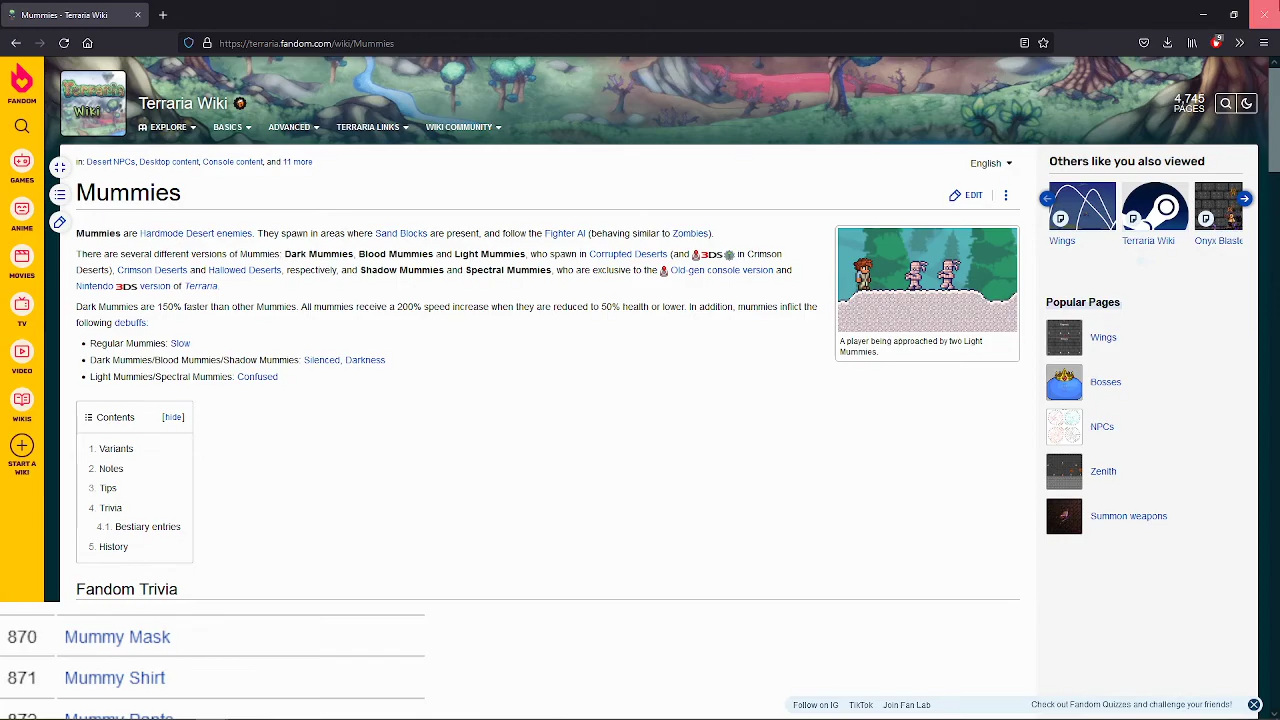 Mummies - Terraria Wiki
https://terraria.fandom.com/wiki/Mummies
9
FANDOM
GAMES
ANIME
MOVIES
TV
VIDEO
WIKIS
START A
WIKI
Terraria
Wiki
Terraria Wiki
EXPLORE
BASICS
ADVANCED
TERRARIA LINKS
WIKI COMMUNITY
4,745
PAGES
in: Desert NPCs, Desktop content, Console content, and 11 more
English
Mummies
EDIT
Mummies are Hardmode Desert enemies. They spawn in areas where Sand Blocks are present, and follow the Fighter AI (behaving similar to Zombies).
There are several different versions of Mummies: Dark Mummies, Blood Mummies and Light Mummies, who spawn in Corrupted Deserts (and 3DS in Crimson
Deserts), Crimson Deserts and Hallowed Deserts, respectively, and Shadow Mummies and Spectral Mummies, who are exclusive to the Old-gen console version and
Nintendo 3DS version of Terraria.
Dark Mummies are 150% faster than other Mummies. All mummies receive a 200% speed increase when they are reduced to 50% health or lower. In addition, mummies inflict the
following debuffs:
• Regular Mummies: Slow
• Dark Mummies/Blood Mummies/Shadow Mummies: Silenced, Darkness
• Light Mummies/Spectral Mummies: Confused
A player being approached by two Light
Mummies.
Contents [hide]
1. Variants
2. Notes
3. Tips
4. Trivia
4.1. Bestiary entries
5. History
Fandom Trivia
870 Mummy Mask
871 Mummy Shirt
872 Mummy Pants
Others like you also viewed
Wings
Terraria Wiki
Onyx Blaste
Popular Pages
Wings
Bosses
NPCs
Zenith
Summon weapons
Follow on IG
TikTok
Join Fan Lab
Check out Fandom Quizzes and challenge your friends!